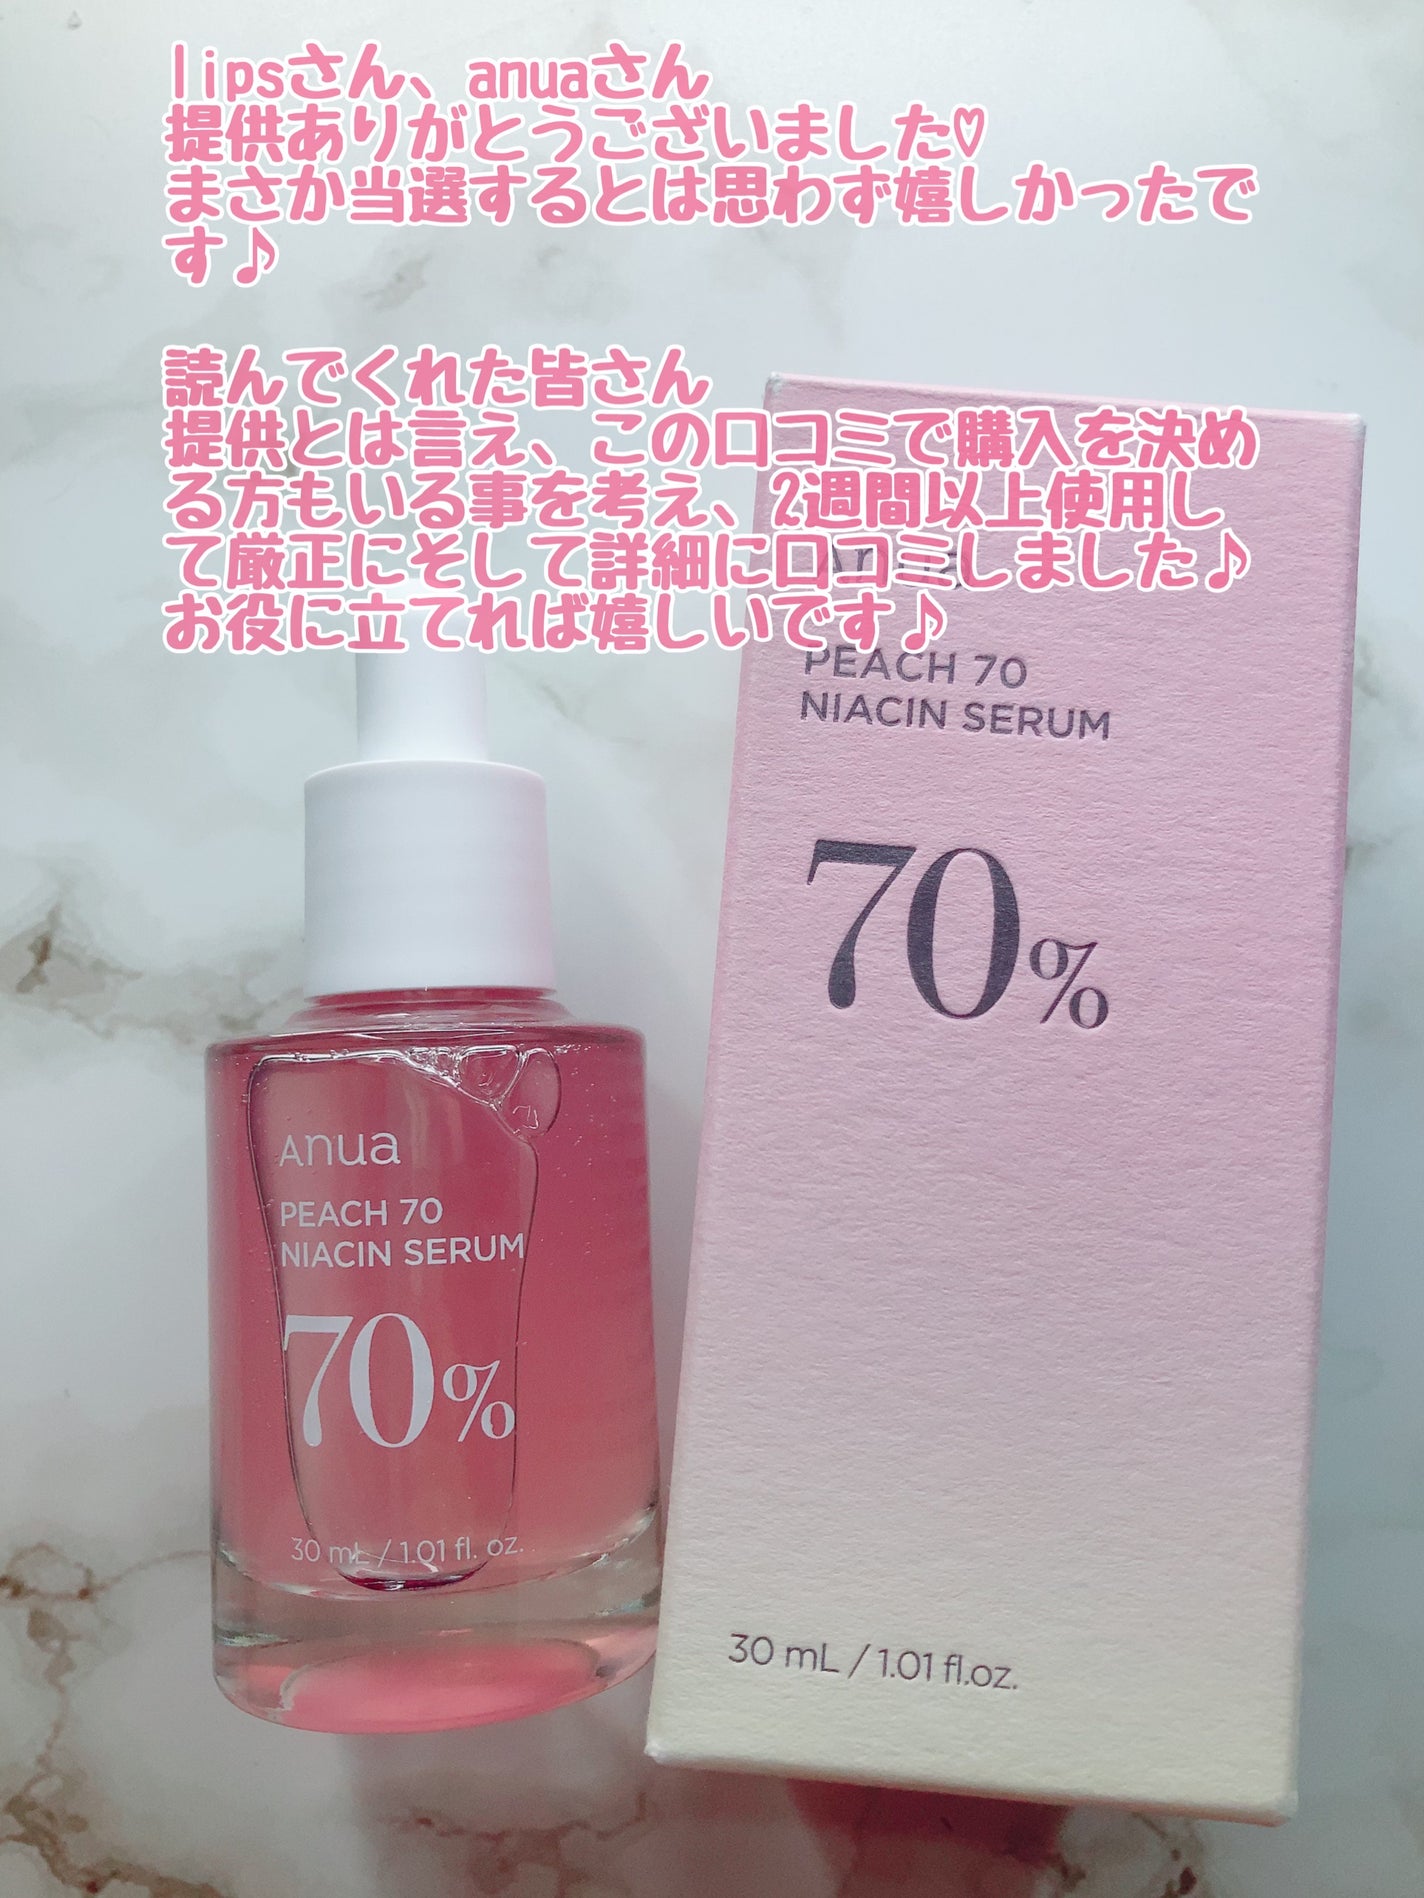 lipsさん、anuaさん
提供ありがとうございました♡
まさか当選するとは思わず嬉しかったで
す♪
読んでくれた皆さん
提供とは言え、この口コミで購入を決め
る方もいる事を考え、2週間以上使用し
て厳正にそして詳細に口コミしました♪
お役に立てれば嬉しいです♪
Anua
PEACH 70
NIACIN SERUM
70%
30 mL / 1.01 fl.oz.
Anua
PEACH 70
NIACIN SERUM
70%
30 mL / 1.01 fl. oz.